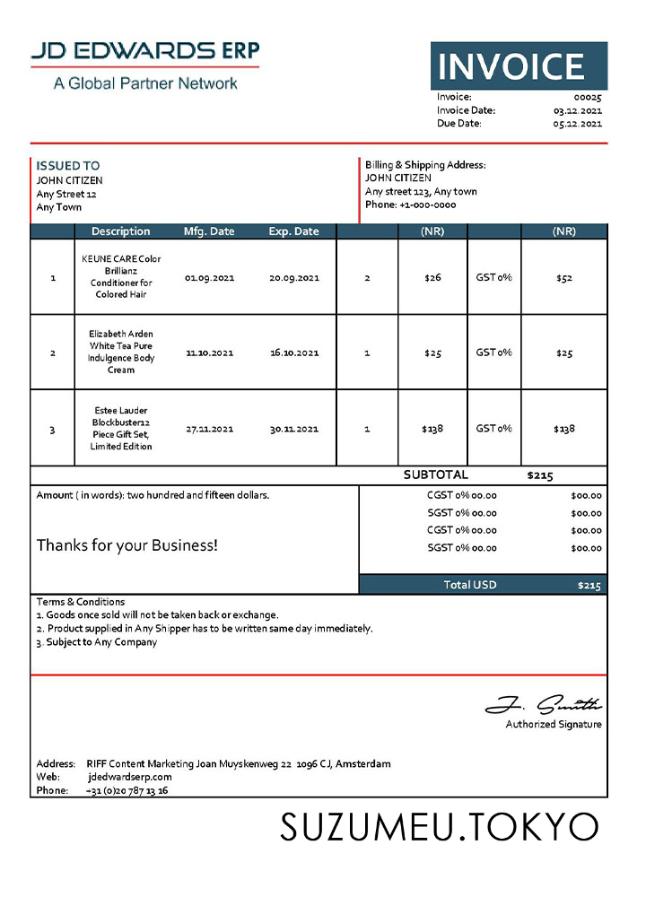 JD EDWARDS ERP
A Global Partner Network
INVOICE
Invoice: 00025
Invoice Date: 03.12.2021
Due Date: 05.12.2021
ISSUED TO
JOHN CITIZEN
Any Street 12
Any Town
Billing & Shipping Address:
JOHN CITIZEN
Any street 123, Any town
Phone: +1-000-0000
Description Mfg. Date Exp. Date (NR) (NR)
KEUNE CARE Color
Brillianz
1 Conditioner for 01.09.2021 20.09.2021 2 $26 GST 0% $52
Colored Hair
Elizabeth Arden
White Tea Pure
2 Indulgence Body 11.10.2021 16.10.2021 1 $25 GST 0% $25
Cream
Estee Lauder
Blockbuster12
3 Piece Gift Set, 27.11.2021 30.11.2021 1 $138 GST 0% $138
Limited Edition
SUBTOTAL $215
Amount ( in words): two hundred and fifteen dollars.
CGST 0% 00.00 $00.00
SGST 0% 00.00 $00.00
CGST 0% 00.00 $00.00
SGST 0% 00.00 $00.00
Thanks for your Business!
Total USD $215
Terms & Conditions
1. Goods once sold will not be taken back or exchange.
2. Product supplied in Any Shipper has to be written same day immediately.
3. Subject to Any Company
J. Smith
Authorized Signature
Address: RIFF Content Marketing Joan Muyskenweg 22 1096 CJ, Amsterdam
Web: jdedwardserp.com
Phone: +31 (0)20 787 13 16
SUZUMEU.TOKYO